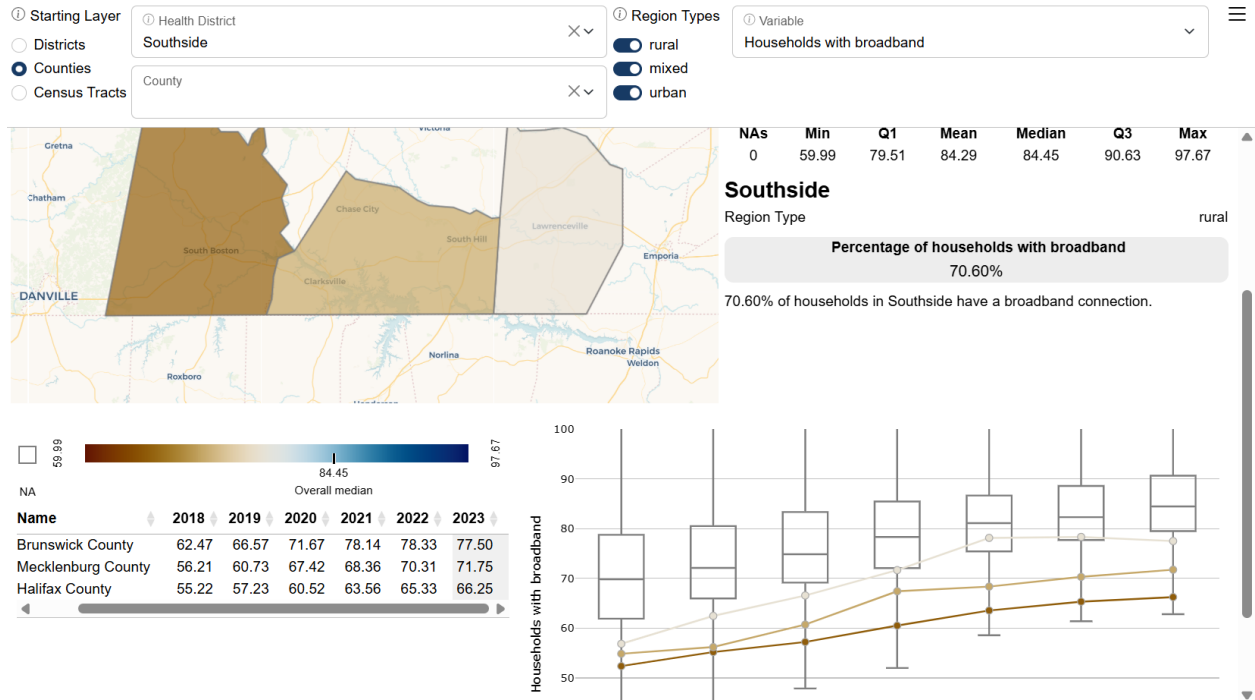 Starting Layer
Districts
Counties
Census Tracts
Health District
Southside
County
Region Types
rural
mixed
urban
Variable
Households with broadband
Victoria
Gretna
Chatham
Chase City
South Hill
Lawrenceville
South Boston
Emporia
Clarksville
DANVILLE
Norlina
Roanoke Rapids
Weldon
Roxboro
Henderson
NAs Min Q1 Mean Median Q3 Max
0 59.99 79.51 84.29 84.45 90.63 97.67
Southside
Region Type rural
Percentage of households with broadband
70.60%
70.60% of households in Southside have a broadband connection.
NA
59.99
84.45
Overall median
97.67
Name 2018 2019 2020 2021 2022 2023
Brunswick County 62.47 66.57 71.67 78.14 78.33 77.50
Mecklenburg County 56.21 60.73 67.42 68.36 70.31 71.75
Halifax County 55.22 57.23 60.52 63.56 65.33 66.25
Households with broadband
100
90
80
70
60
50